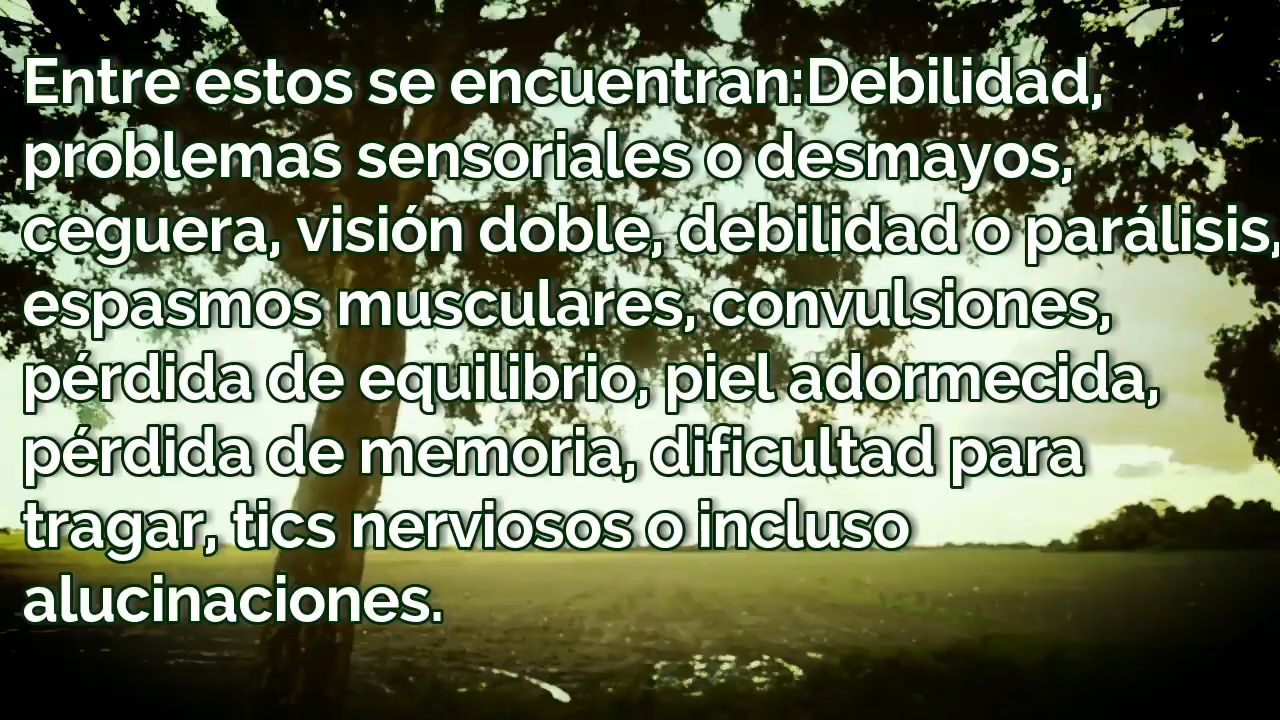 Entre estos se encuentran:Debilidad,
problemas sensoriales o desmayos,
ceguera, visión doble, debilidad o parálisis,
espasmos musculares, convulsiones,
pérdida de equilibrio, piel adormecida,
pérdida de memoria, dificultad para
tragar, tics nerviosos o incluso
alucinaciones.